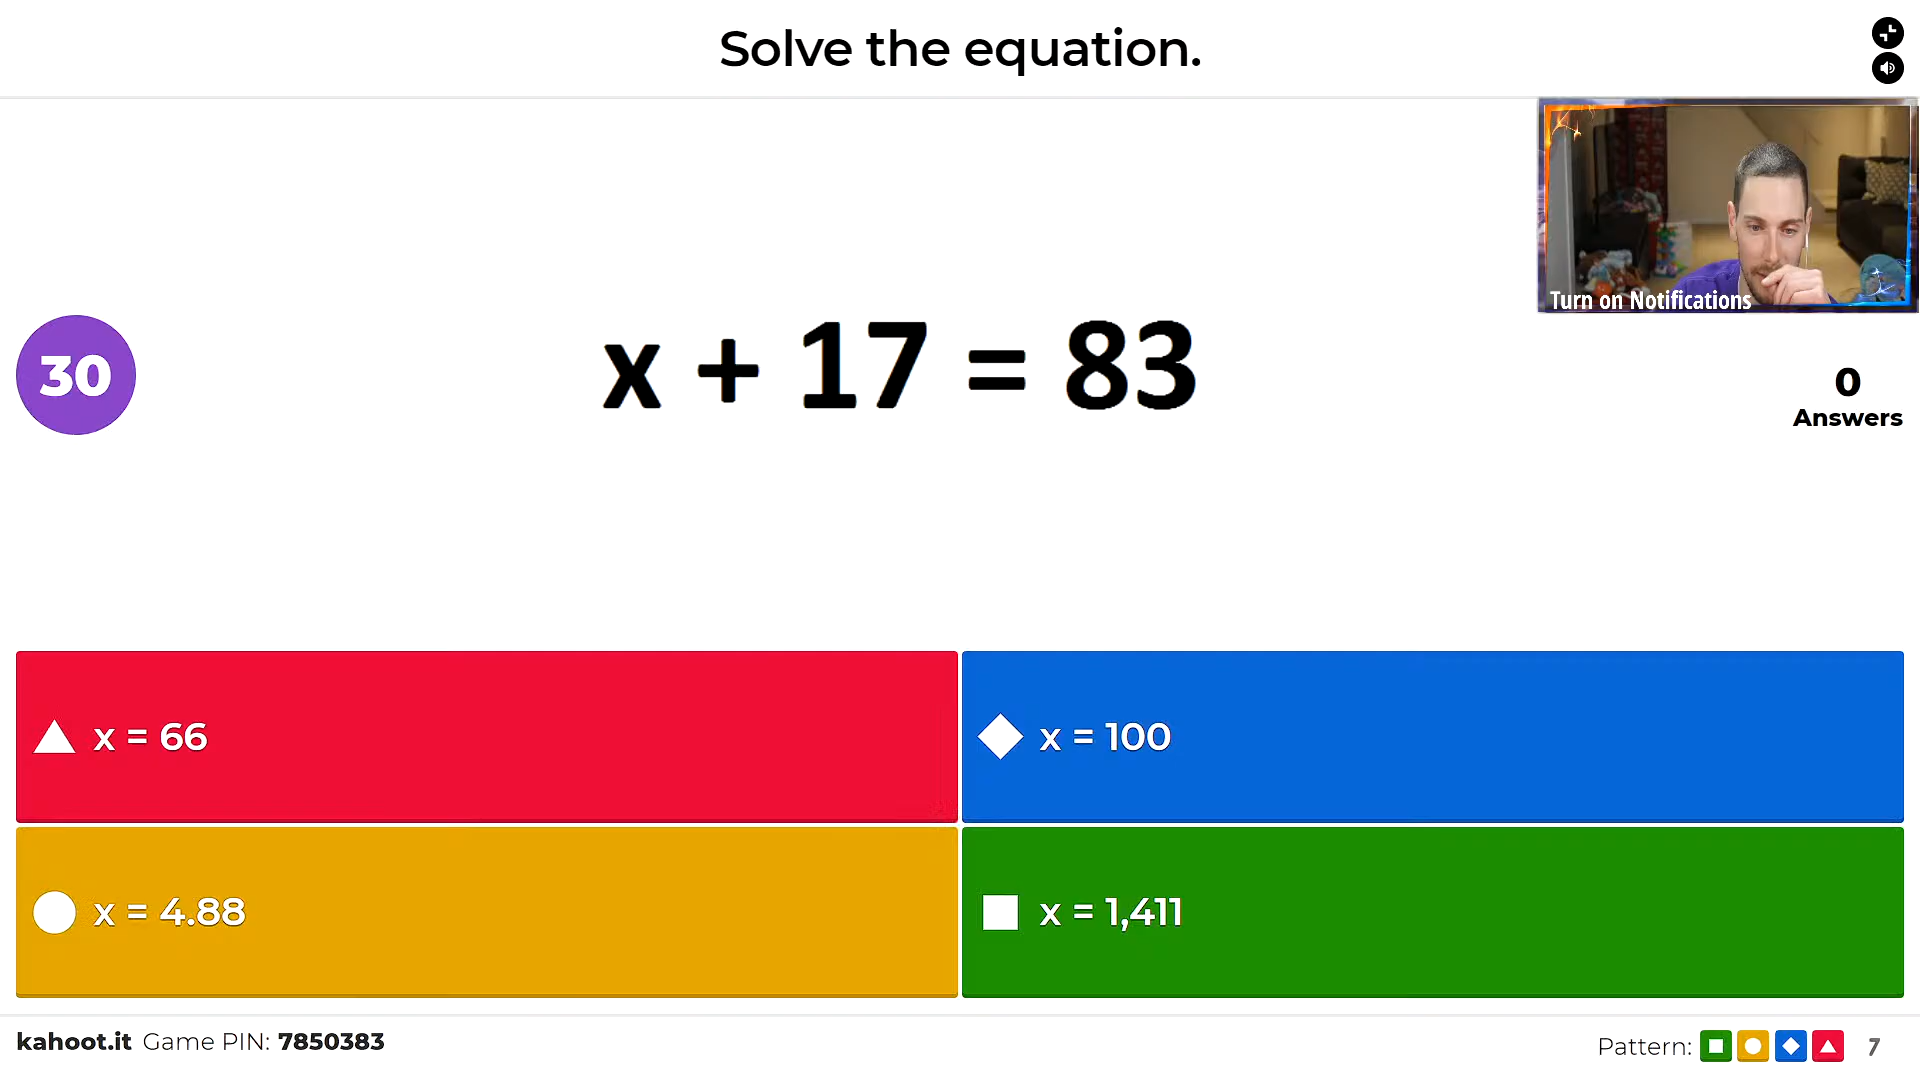 Solve the equation.
Turn on Notifications
30
x + 17 = 83
0
Answers
x = 66
x = 100
x = 4.88
x = 1,411
kahoot.it Game PIN: 7850383
Pattern: 7